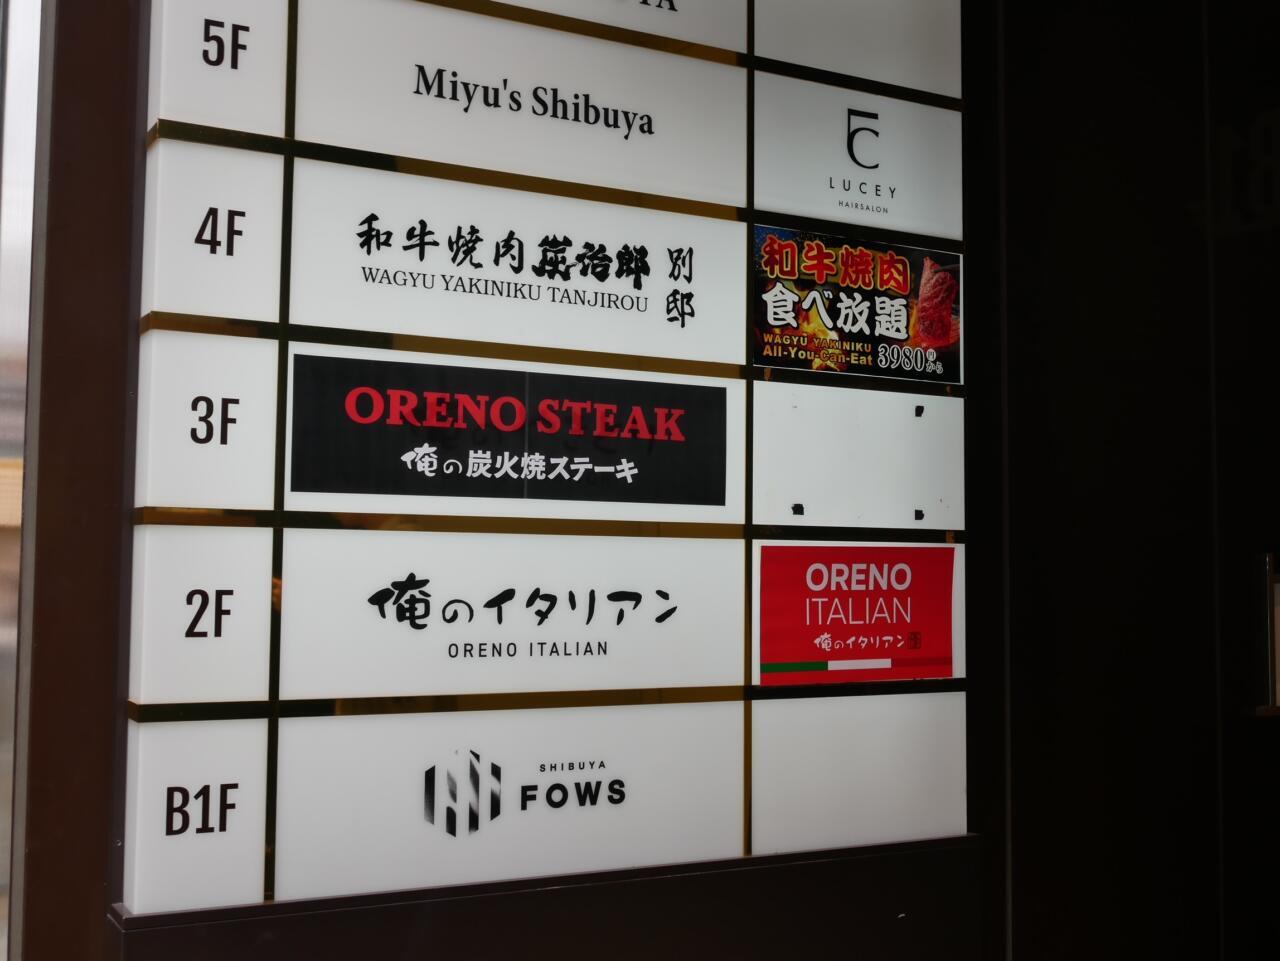 5F
Miyu's Shibuya
LUCEY
HAIRSALON
4F
和牛焼肉炭治郎
別邸
WAGYU YAKINIKU TANJIROU
和牛焼肉
食べ放題
WAGYU YAKINIKU
All-You-Can-Eat
3980円から
3F
ORENO STEAK
俺の炭火焼ステーキ
2F
俺のイタリアン
ORENO ITALIAN
ORENO
ITALIAN
俺のイタリアン
B1F
SHIBUYA
FOWS